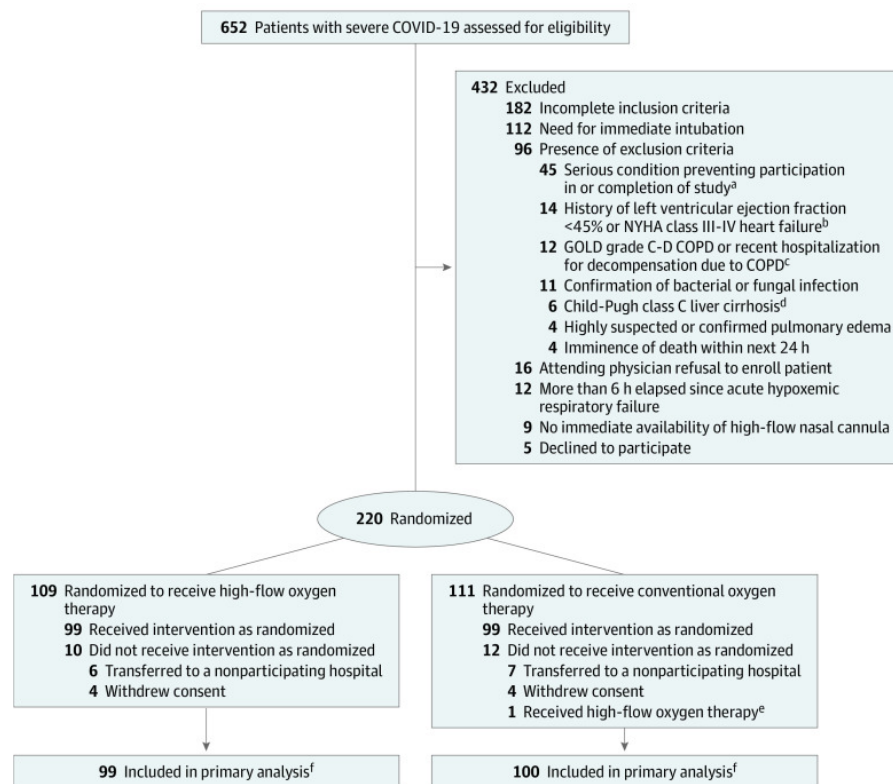 652 Patients with severe COVID-19 assessed for eligibility
432 Excluded
182 Incomplete inclusion criteria
112 Need for immediate intubation
96 Presence of exclusion criteria
45 Serious condition preventing participation
in or completion of studyᵃ
14 History of left ventricular ejection fraction
<45% or NYHA class III-IV heart failureᵇ
12 GOLD grade C-D COPD or recent hospitalization
for decompensation due to COPDᶜ
11 Confirmation of bacterial or fungal infection
6 Child-Pugh class C liver cirrhosisᵈ
4 Highly suspected or confirmed pulmonary edema
4 Imminence of death within next 24 h
16 Attending physician refusal to enroll patient
12 More than 6 h elapsed since acute hypoxemic
respiratory failure
9 No immediate availability of high-flow nasal cannula
5 Declined to participate
220 Randomized
109 Randomized to receive high-flow oxygen
therapy
99 Received intervention as randomized
10 Did not receive intervention as randomized
6 Transferred to a nonparticipating hospital
4 Withdrew consent
111 Randomized to receive conventional oxygen
therapy
99 Received intervention as randomized
12 Did not receive intervention as randomized
7 Transferred to a nonparticipating hospital
4 Withdrew consent
1 Received high-flow oxygen therapyᵉ
99 Included in primary analysisᶠ
100 Included in primary analysisᶠ